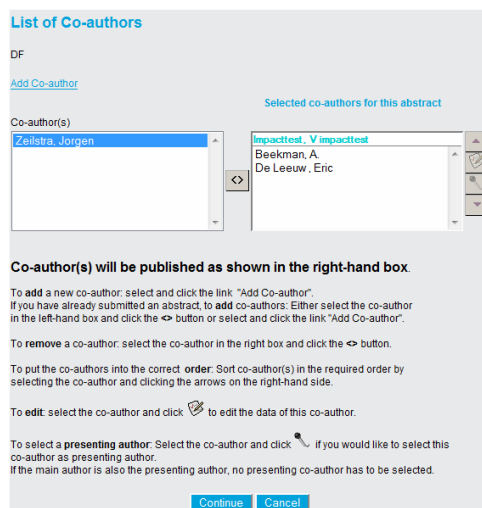 List of Co-authors
DF
Add Co-author
Selected co-authors for this abstract
Co-author(s)
Zeilstra, Jorgen
Impacttest , V impacttest
Beekman, A.
De Leeuw , Eric
<>
Co-author(s) will be published as shown in the right-hand box.
To add a new co-author: select and click the link "Add Co-author".
If you have already submitted an abstract, to add co-authors: Either select the co-author
in the left-hand box and click the <> button or select and click the link "Add Co-author".
To remove a co-author: select the co-author in the right box and click the <> button.
To put the co-authors into the correct order: Sort co-author(s) in the required order by
selecting the co-author and clicking the arrows on the right-hand side.
To edit: select the co-author and click to edit the data of this co-author.
To select a presenting author: Select the co-author and click if you would like to select this
co-author as presenting author.
If the main author is also the presenting author, no presenting co-author has to be selected.
Continue Cancel